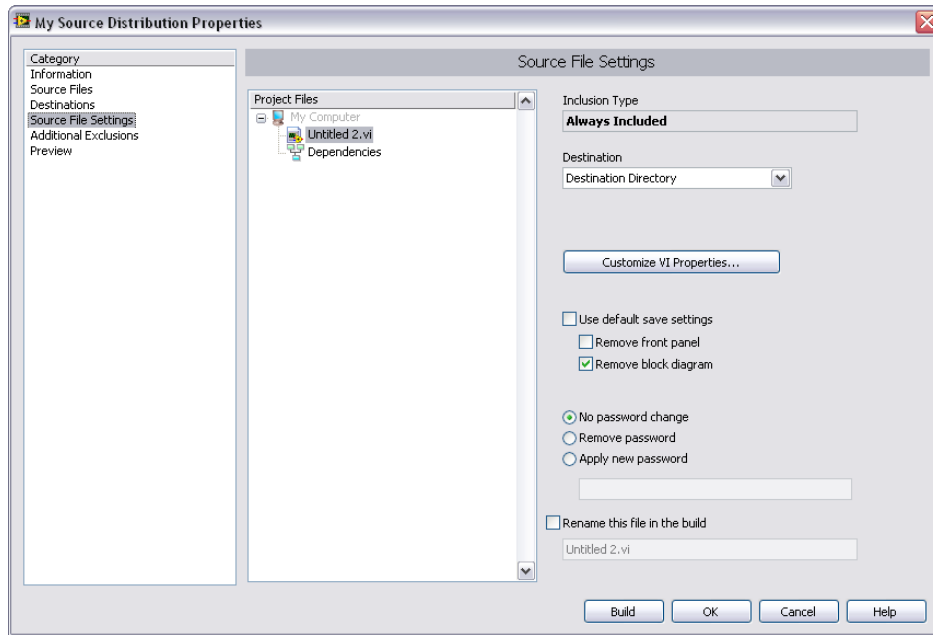 My Source Distribution Properties
Category
Information
Source Files
Destinations
Source File Settings
Additional Exclusions
Preview
Source File Settings
Project Files
My Computer
Untitled 2.vi
Dependencies
Inclusion Type
Always Included
Destination
Destination Directory
Customize VI Properties...
Use default save settings
Remove front panel
Remove block diagram
No password change
Remove password
Apply new password
Rename this file in the build
Untitled 2.vi
Build
OK
Cancel
Help